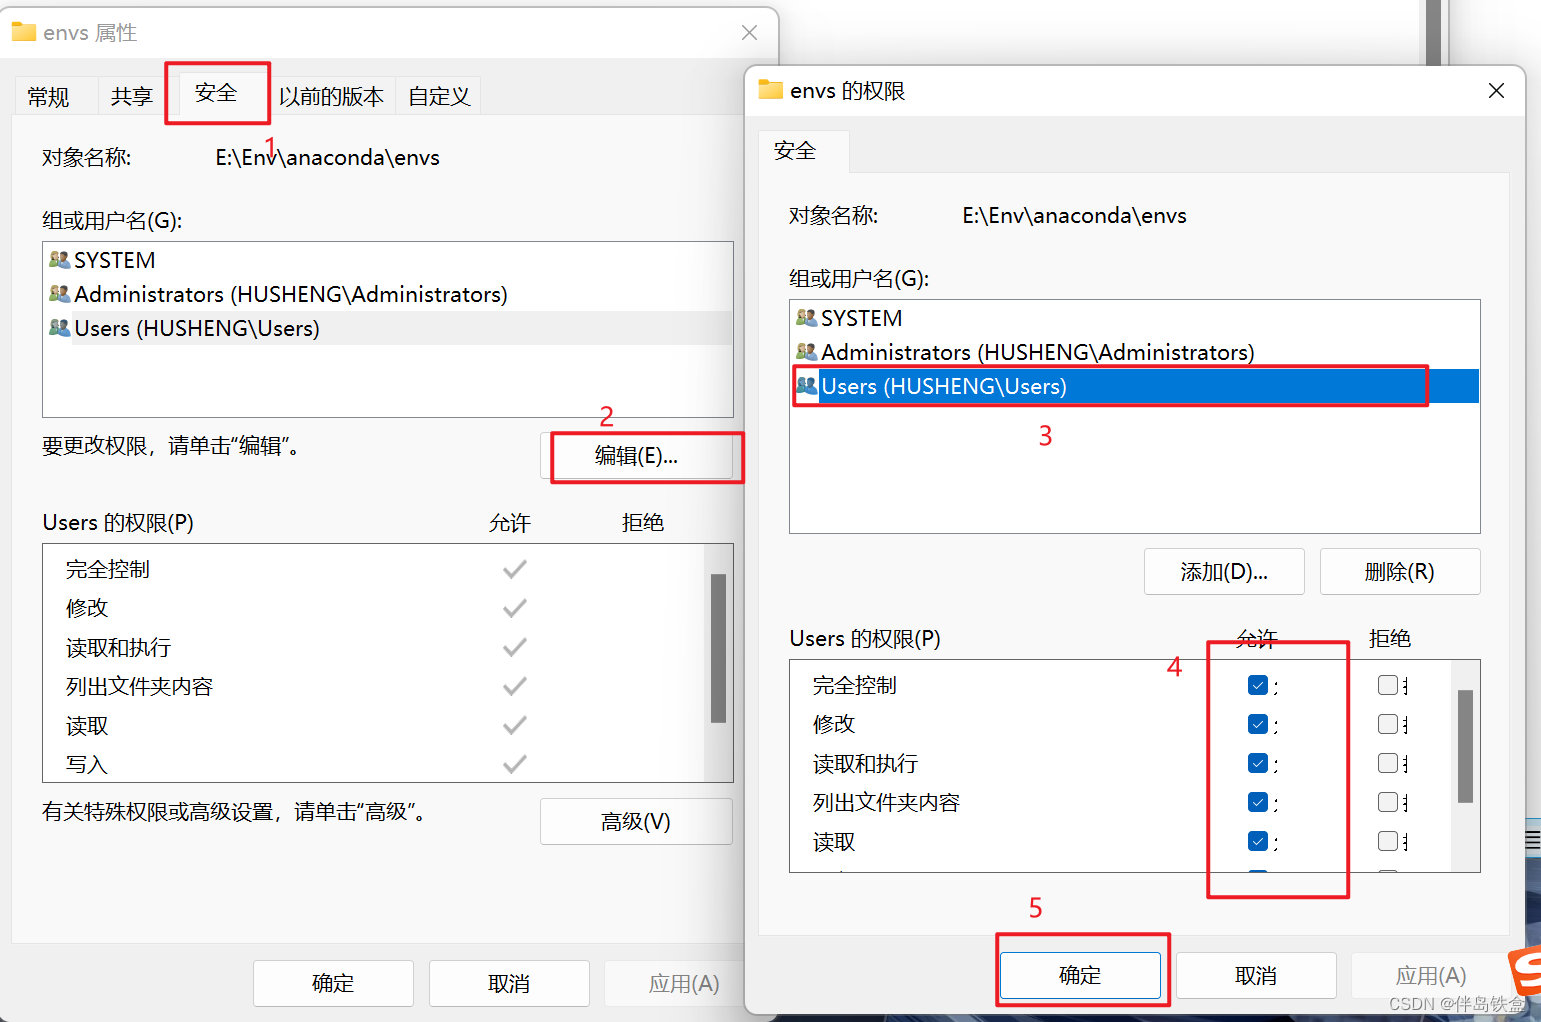 envs 属性
常规
共享
安全
以前的版本
自定义
1
对象名称:
E:\Env\anaconda\envs
组或用户名(G):
SYSTEM
Administrators (HUSHENG\Administrators)
Users (HUSHENG\Users)
2
要更改权限，请单击“编辑”。
编辑(E)...
Users 的权限(P)
允许
拒绝
完全控制
修改
读取和执行
列出文件夹内容
读取
写入
有关特殊权限或高级设置，请单击“高级”。
高级(V)
确定
取消
应用(A)
envs 的权限
安全
对象名称:
E:\Env\anaconda\envs
组或用户名(G):
SYSTEM
Administrators (HUSHENG\Administrators)
Users (HUSHENG\Users)
3
添加(D)...
删除(R)
Users 的权限(P)
允许
拒绝
4
完全控制
修改
读取和执行
列出文件夹内容
读取
5
确定
取消
应用(A)
CSDN @伴岛铁盒